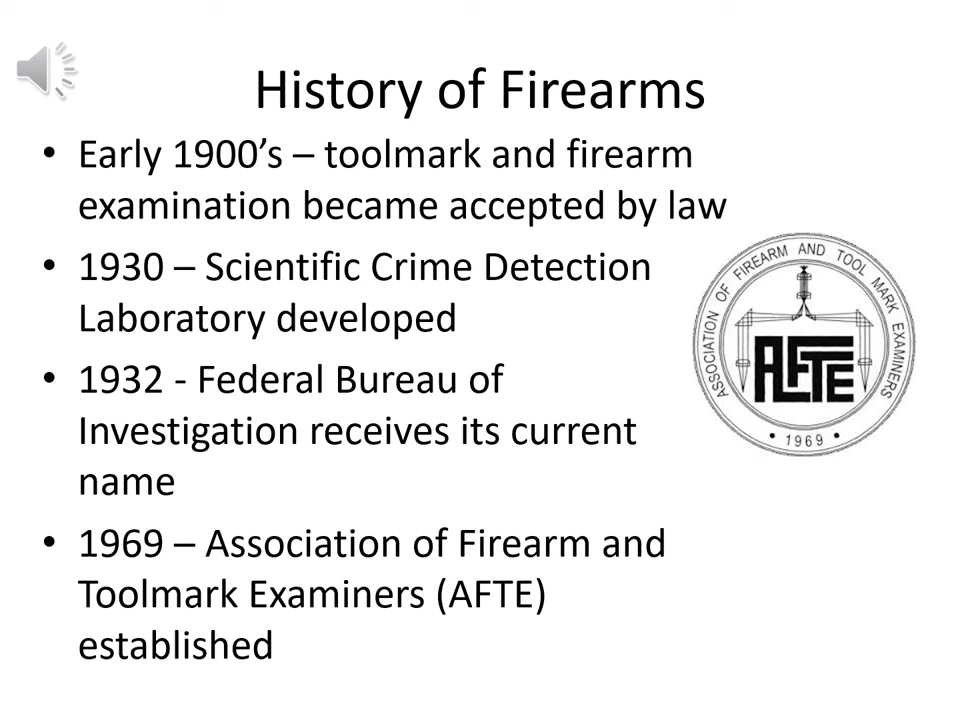 History of Firearms
• Early 1900’s – toolmark and firearm
examination became accepted by law
• 1930 – Scientific Crime Detection
Laboratory developed
• 1932 - Federal Bureau of
Investigation receives its current
name
• 1969 – Association of Firearm and
Toolmark Examiners (AFTE)
established
ASSOCIATION OF FIREARM AND TOOL MARK EXAMINERS
AFTE
• 1969 •